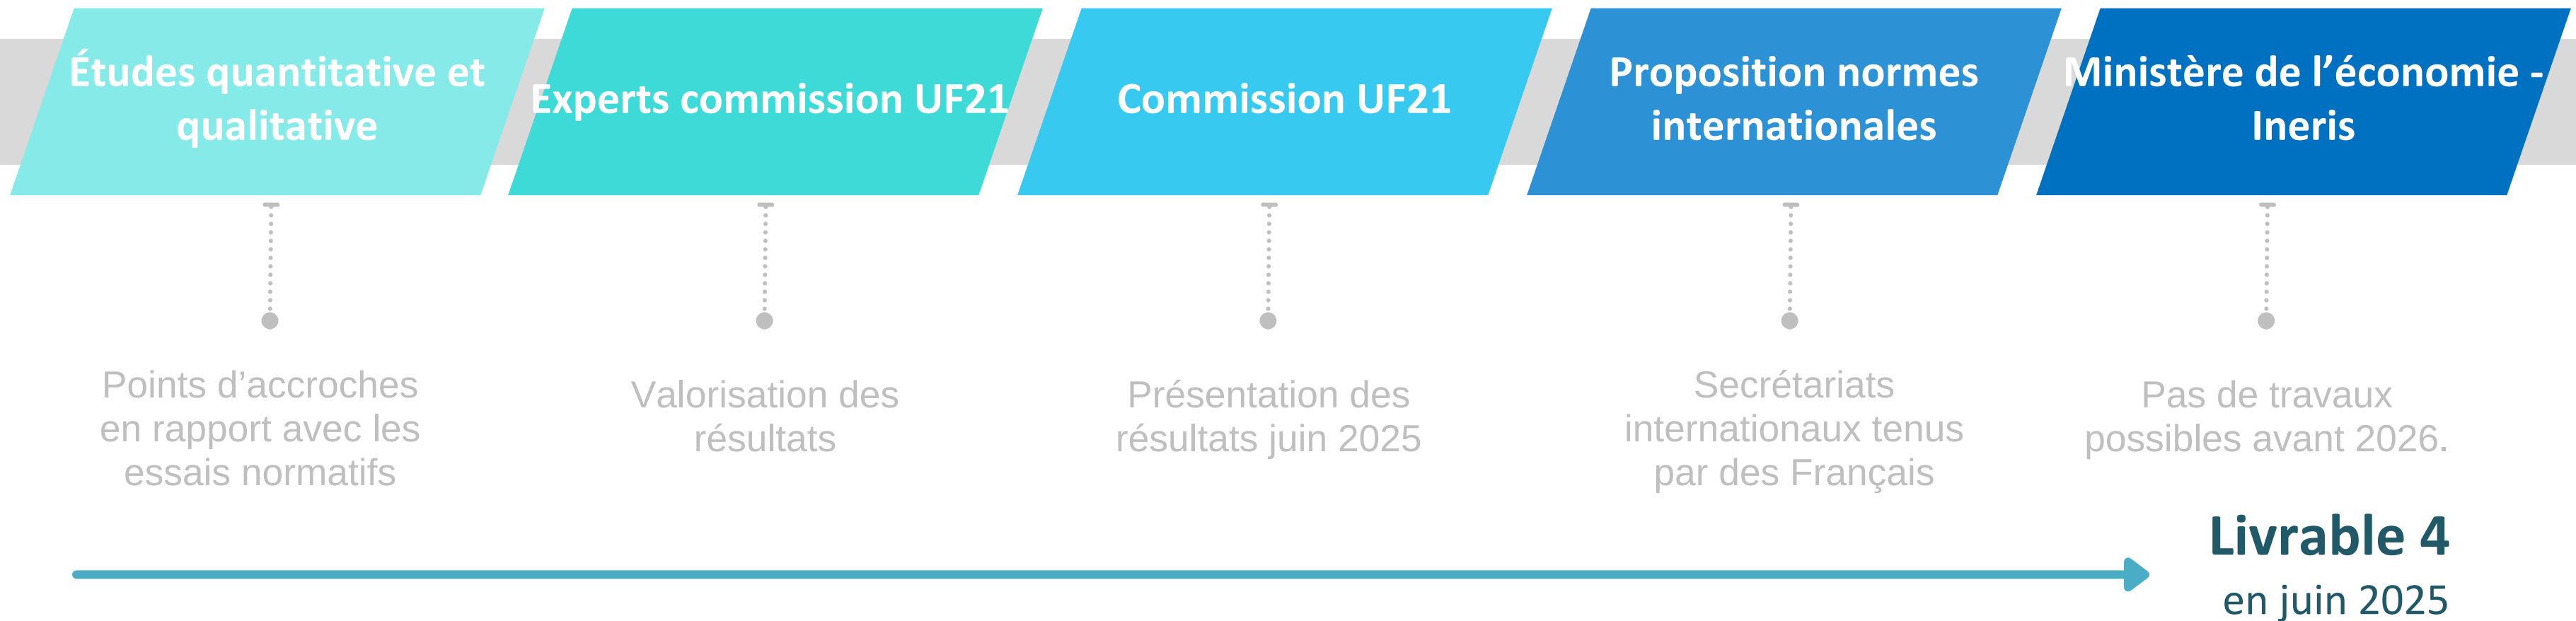 Études quantitative et
qualitative
Points d’accroches
en rapport avec les
essais normatifs
Experts commission UF21
Valorisation des
résultats
Commission UF21
Présentation des
résultats juin 2025
Proposition normes
internationales
Secrétariats
internationaux tenus
par des Français
Ministère de l’économie -
Ineris
Pas de travaux
possibles avant 2026.
Livrable 4
en juin 2025